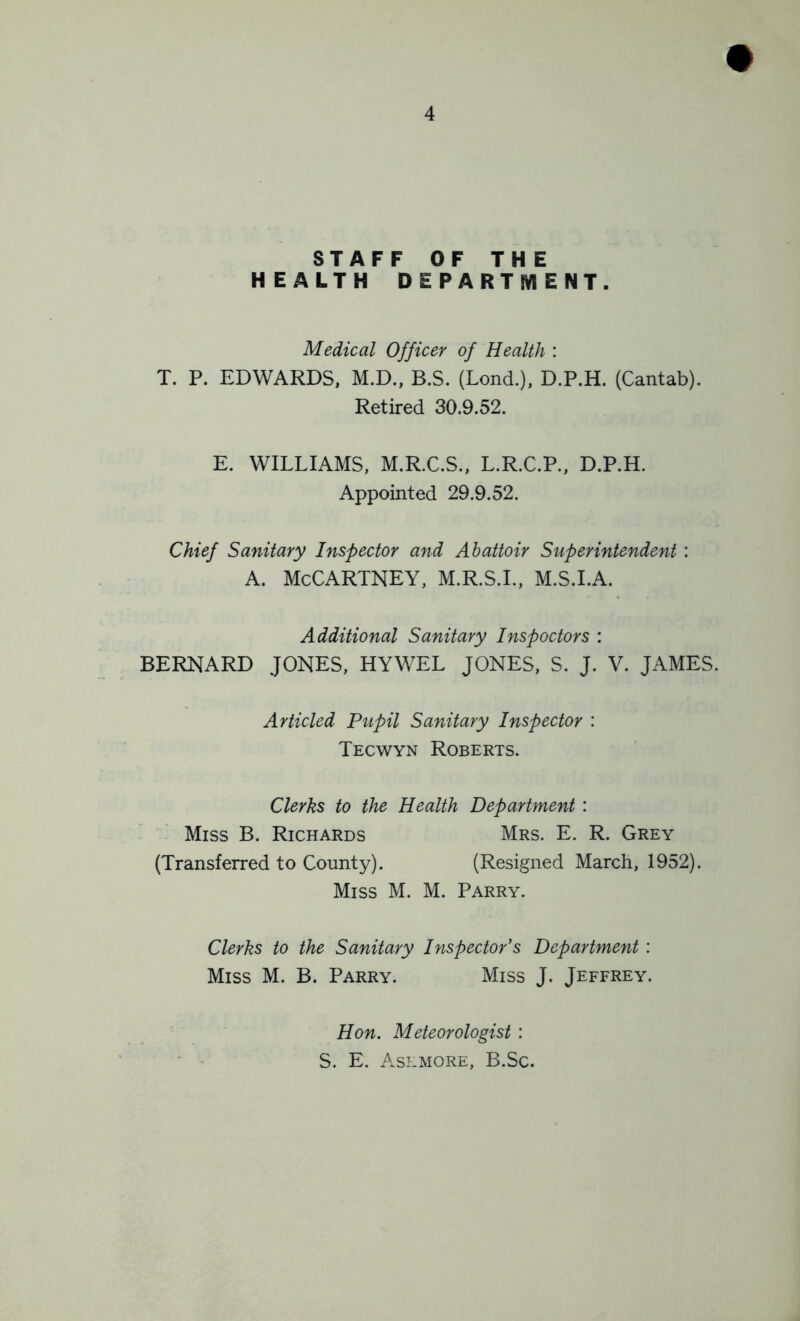 4
STAFF OF THE
HEALTH DEPARTMENT.
Medical Officer of Health :
T. P. EDWARDS, M.D., B.S. (Lond.), D.P.H. (Cantab).
Retired 30.9.52.
E. WILLIAMS, M.R.C.S., L.R.C.P., D.P.H.
Appointed 29.9.52.
Chief Sanitary Inspector and Abattoir Superintendent :
A. McCARTNEY, M.R.S.I., M.S.I.A.
Additional Sanitary Inspoctors :
BERNARD JONES, HYWEL JONES, S. J. V. JAMES.
Articled Pupil Sanitary Inspector :
TECWYN ROBERTS.
Clerks to the Health Department :
MISS B. RICHARDS MRS. E. R. GREY
(Transferred to County). (Resigned March, 1952).
MISS M. M. PARRY.
Clerks to the Sanitary Inspector's Department :
MISS M. B. PARRY. MISS J. JEFFREY.
Hon. Meteorologist :
S. E. ASHMORE, B.Sc.